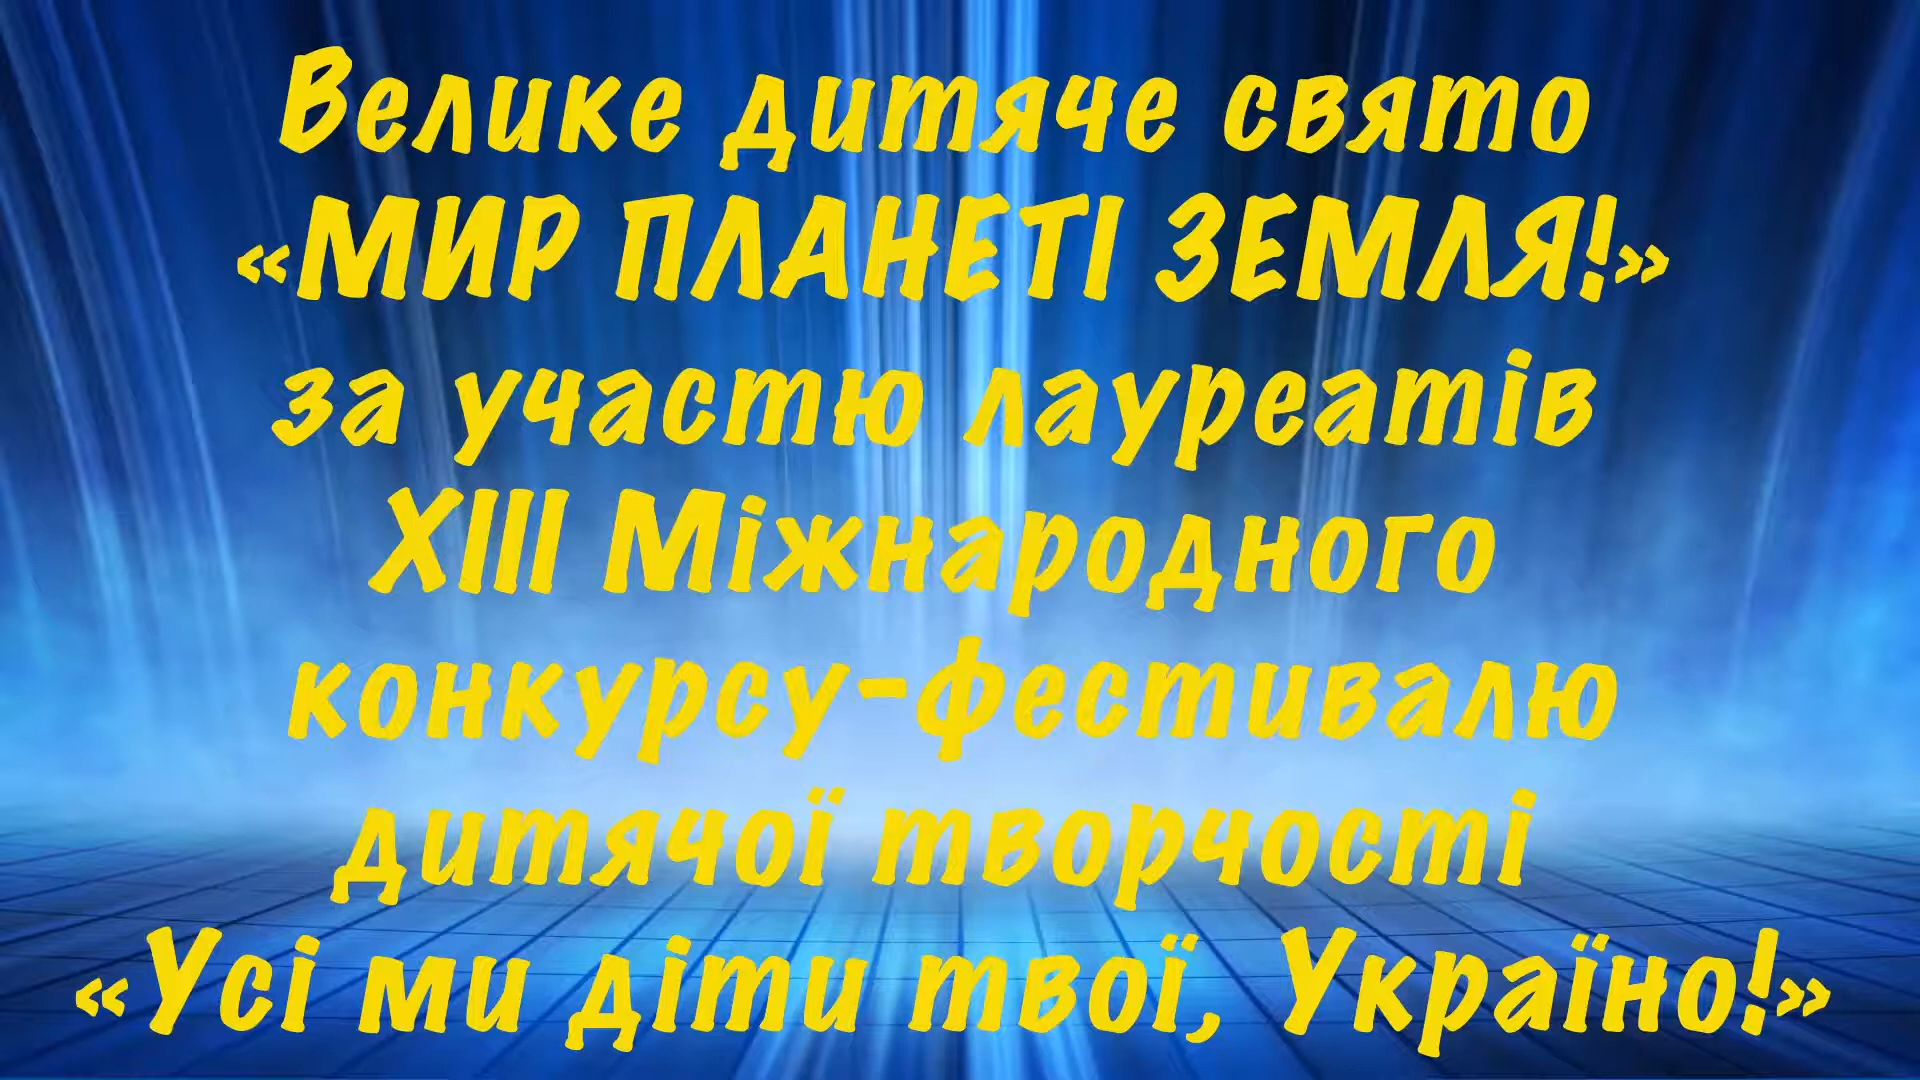 Велике дитяче свято
«МИР ПЛАНЕТІ ЗЕМЛЯ!»
за участю лауреатів
XIII Міжнародного
конкурсу-фестивалю
дитячої творчості
«Усі ми діти твої, Україно!»